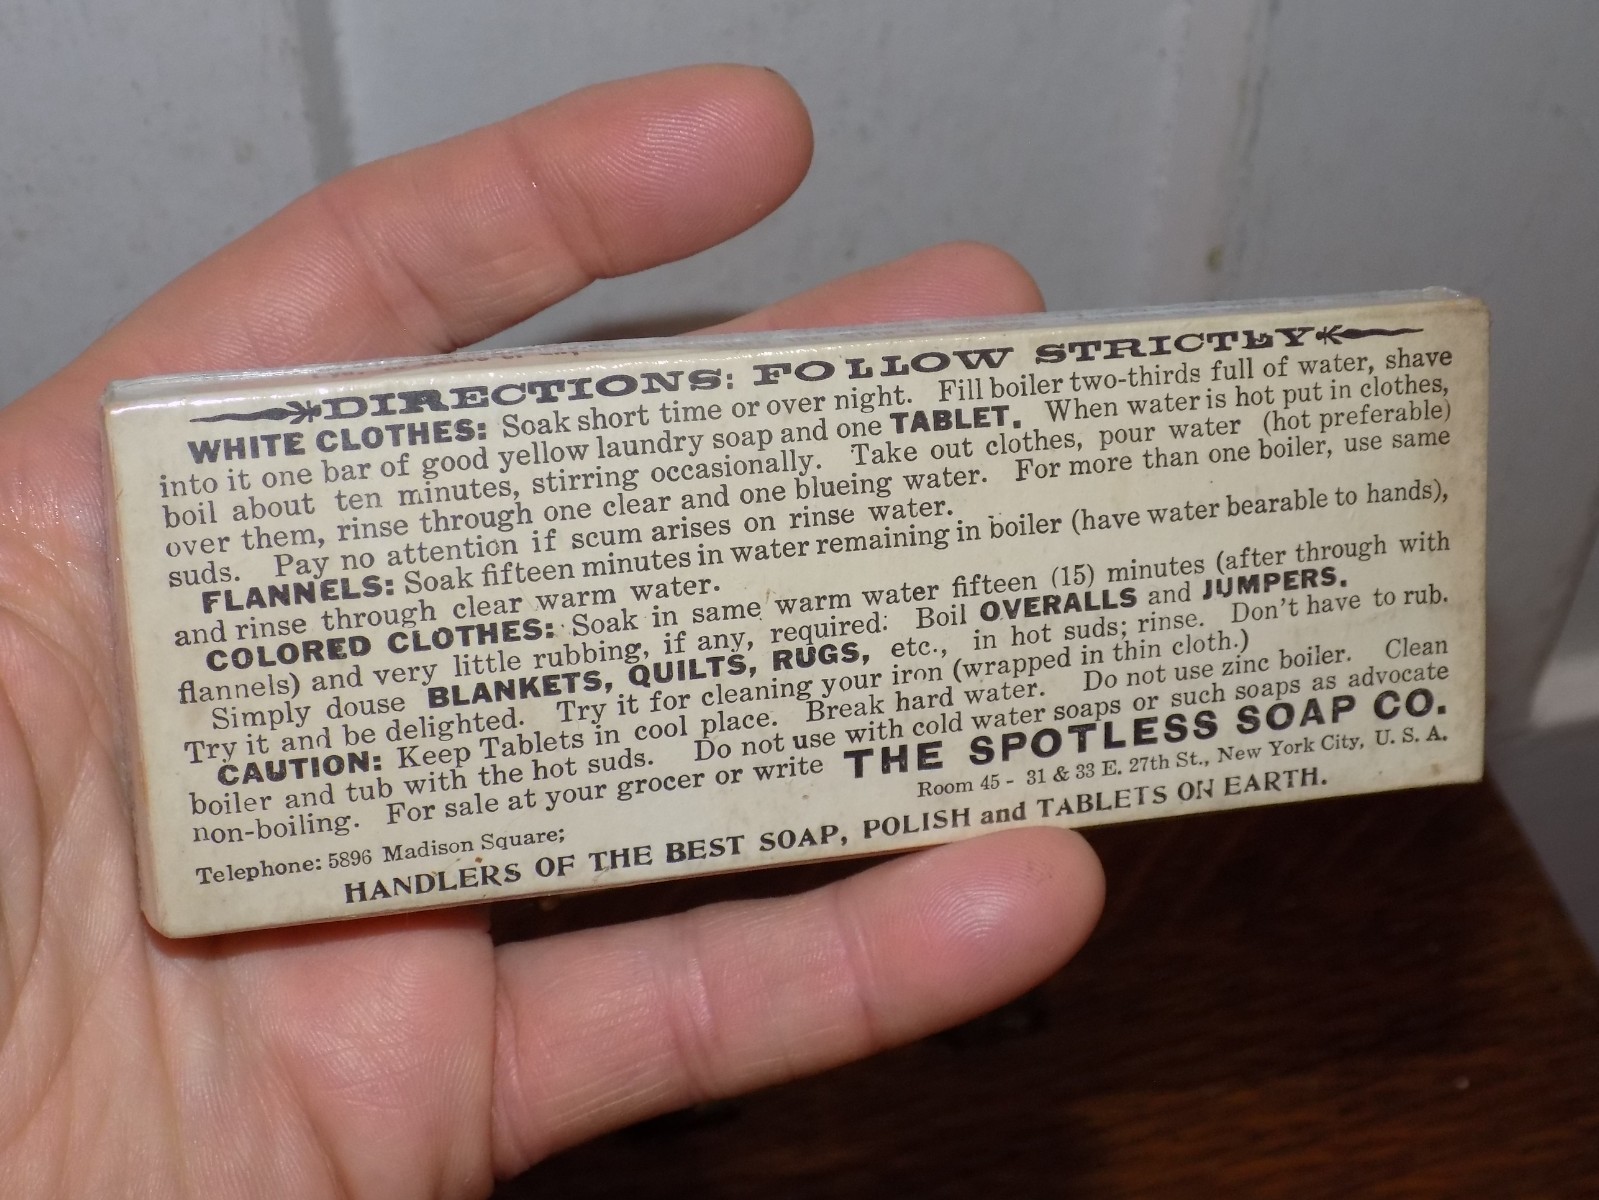 DIRECTIONS: FOLLOW STRICTLY
WHITE CLOTHES: Soak short time or over night. Fill boiler two-thirds full of water, shave
into it one bar of good yellow laundry soap and one TABLET. When water is hot put in clothes,
boil about ten minutes, stirring occasionally. Take out clothes, pour water (hot preferable)
over them, rinse through one clear and one blueing water. For more than one boiler, use same
suds. Pay no attention if scum arises on rinse water.
FLANNELS: Soak fifteen minutes in water remaining in boiler (have water bearable to hands),
and rinse through clear warm water.
COLORED CLOTHES: Soak in same warm water fifteen (15) minutes (after through with
flannels) and very little rubbing, if any, required. Boil OVERALLS and JUMPERS.
Simply douse BLANKETS, QUILTS, RUGS, etc., in hot suds; rinse. Don't have to rub.
Try it and be delighted. Try it for cleaning your iron (wrapped in thin cloth.)
CAUTION: Keep Tablets in cool place. Break hard water. Do not use zinc boiler. Clean
boiler and tub with the hot suds. Do not use with cold water soaps or such soaps as advocate
non-boiling. For sale at your grocer or write THE SPOTLESS SOAP CO.
Room 45 - 31 & 33 E. 27th St., New York City, U. S. A.
Telephone: 5896 Madison Square;
HANDLERS OF THE BEST SOAP, POLISH and TABLETS ON EARTH.